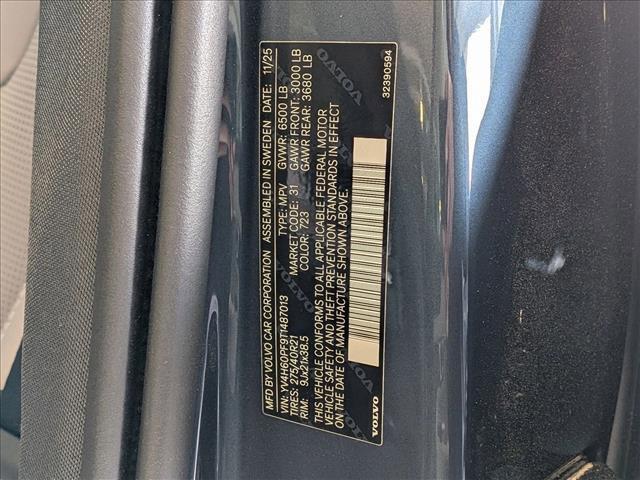 MFD BY VOLVO CAR CORPORATION ASSEMBLED IN SWEDEN DATE: 11/25
VIN: YV4H60PF9T1487013 TYPE: MPV GVWR: 6500 LB
TIRES: 275/40R21 MARKET CODE: 31 GAWR FRONT: 3000 LB
RIM: 9Jx21x38.5 COLOR: 723 GAWR REAR: 3680 LB
THIS VEHICLE CONFORMS TO ALL APPLICABLE FEDERAL MOTOR
VEHICLE SAFETY AND THEFT PREVENTION STANDARDS IN EFFECT
ON THE DATE OF MANUFACTURE SHOWN ABOVE.
VOLVO
32390594